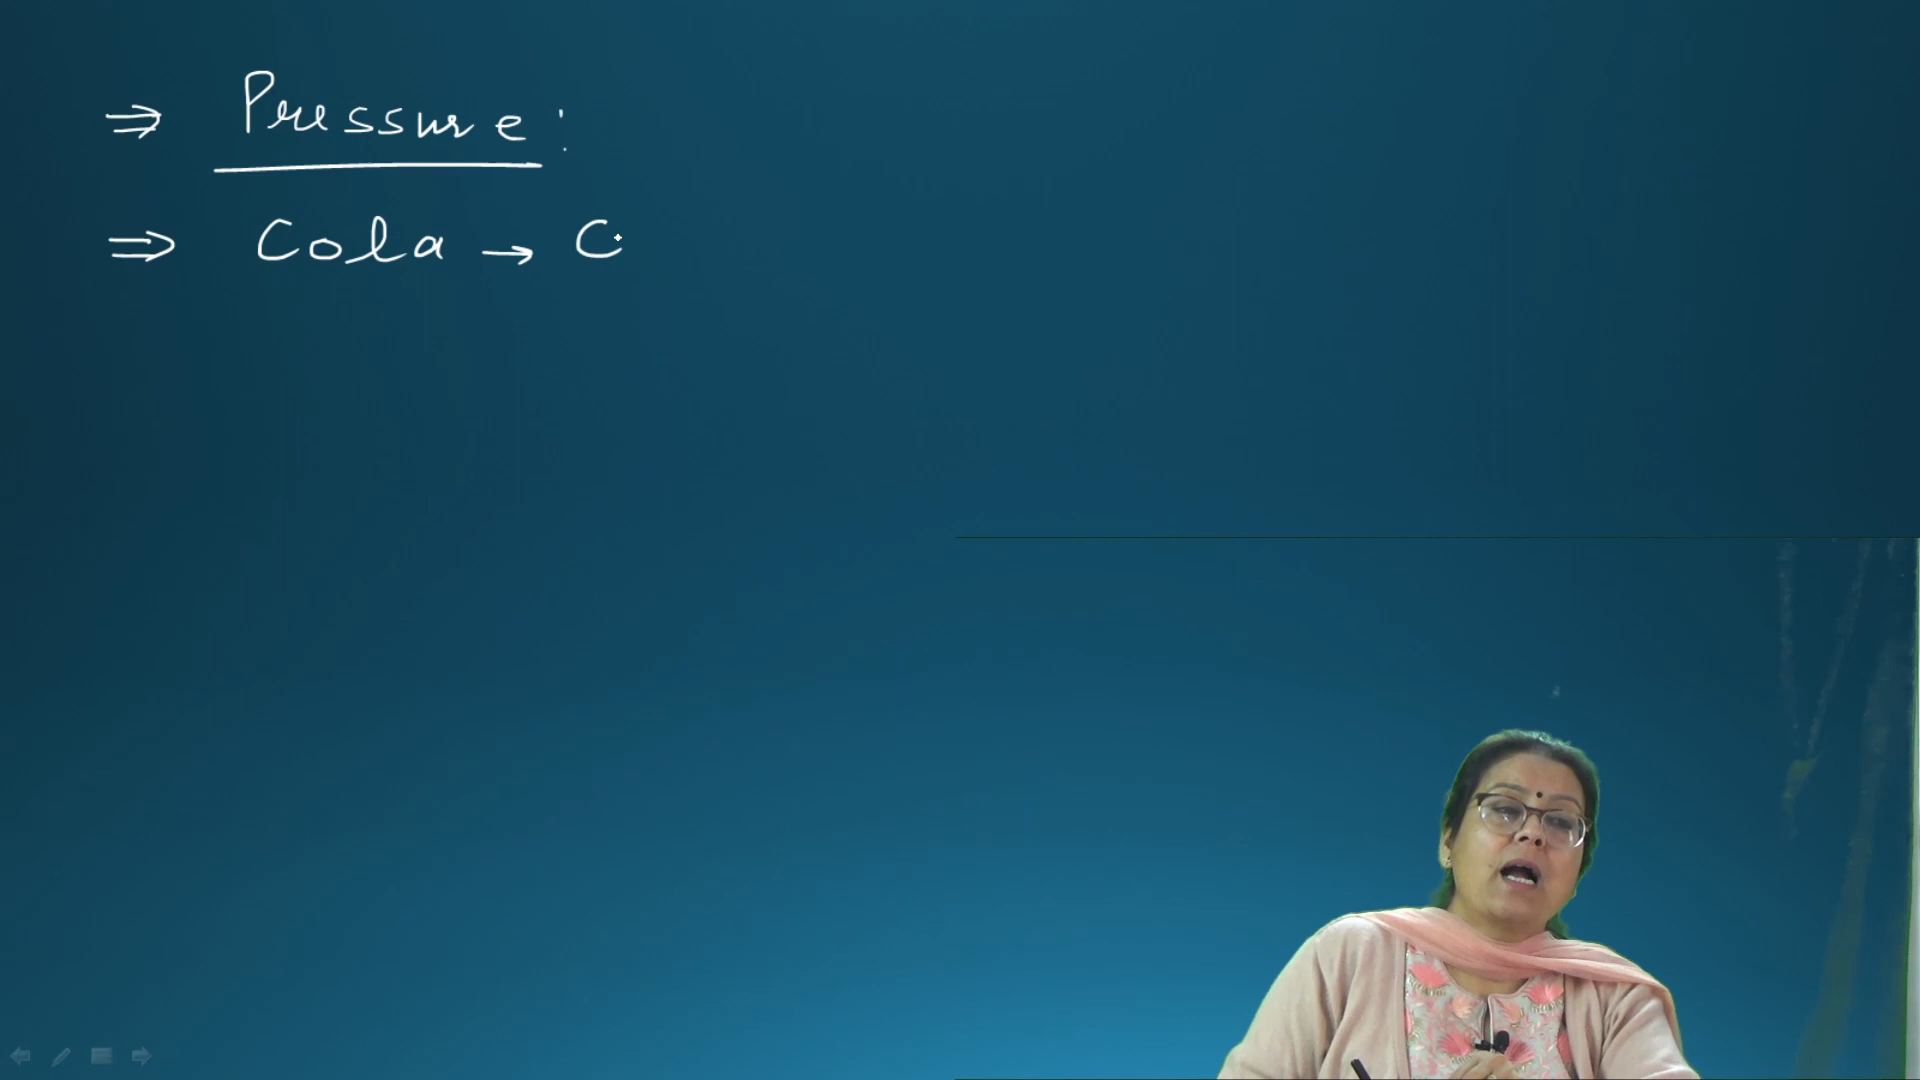 ⇒ Pressure:
⇒ Cola → C